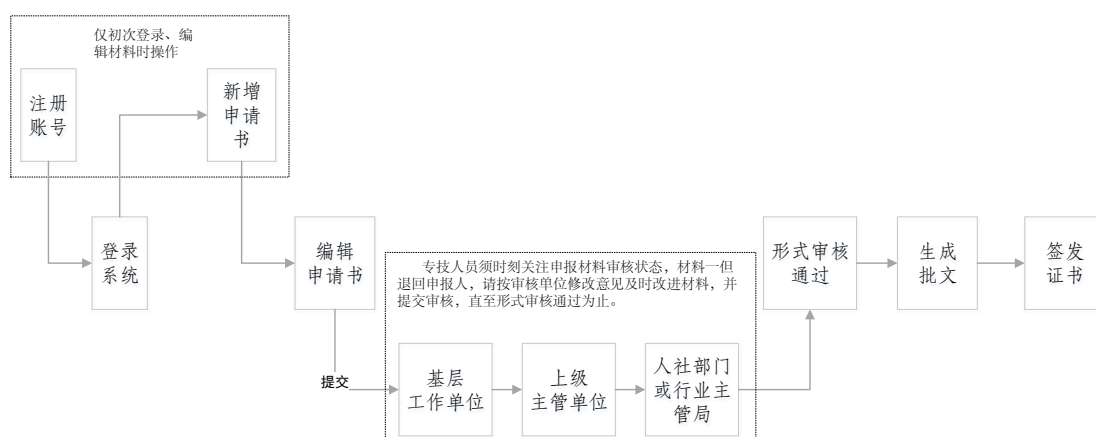 仅初次登录、编
辑材料时操作
注册
账号
新增
申请
书
登录
系统
编辑
申请书
提交
专技人员须时刻关注申报材料审核状态，材料一但
退回申报人，请按审核单位修改意见及时改进材料，并
提交审核，直至形式审核通过为止。
基层
工作单位
上级
主管单位
人社部门
或行业主
管局
形式审核
通过
生成
批文
签发
证书